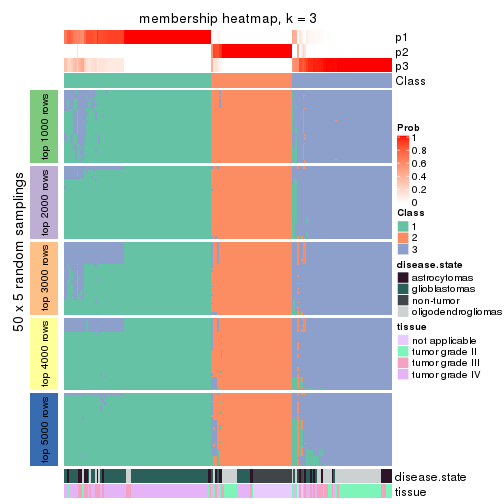 membership heatmap, k = 3
p1
p2
p3
Class
50 x 5 random samplings
top 1000 rows
top 2000 rows
top 3000 rows
top 4000 rows
top 5000 rows
Prob
1
0.8
0.6
0.4
0.2
0
Class
1
2
3
disease.state
astrocytomas
glioblastomas
non-tumor
oligodendrogliomas
tissue
not applicable
tumor grade II
tumor grade III
tumor grade IV
disease.state
tissue